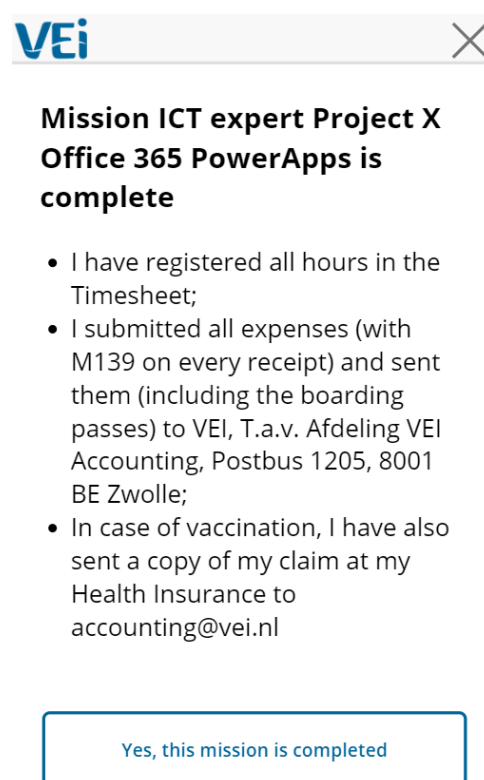 VEi
Mission ICT expert Project X
Office 365 PowerApps is
complete
• I have registered all hours in the
Timesheet;
• I submitted all expenses (with
M139 on every receipt) and sent
them (including the boarding
passes) to VEI, T.a.v. Afdeling VEI
Accounting, Postbus 1205, 8001
BE Zwolle;
• In case of vaccination, I have also
sent a copy of my claim at my
Health Insurance to
accounting@vei.nl
Yes, this mission is completed